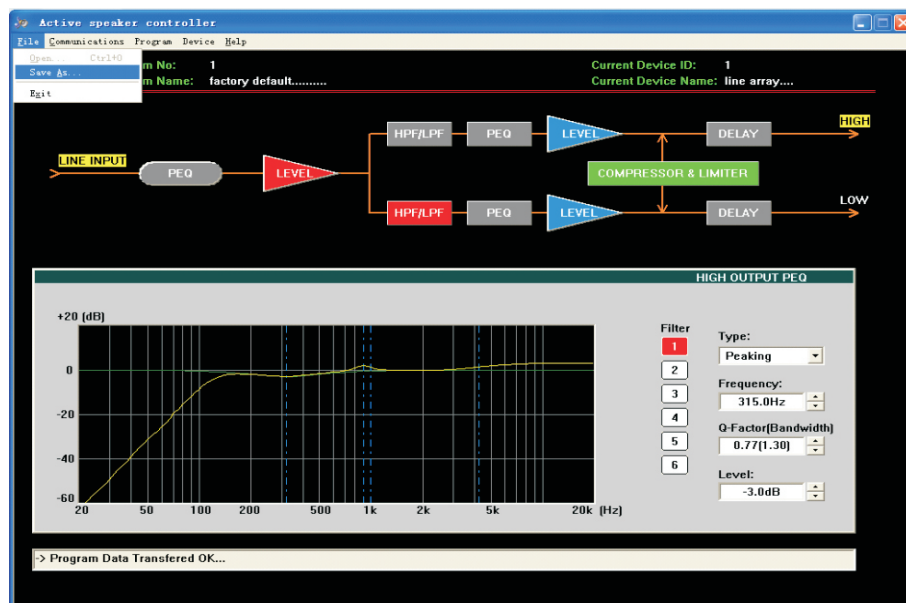 Active speaker controller
File Communications Program Device Help
Open... Ctrl+O
Save As...
Exit
m No: 1
m Name: factory default..........
Current Device ID: 1
Current Device Name: line array....
LINE INPUT
PEQ
LEVEL
HPF/LPF PEQ LEVEL DELAY HIGH
COMPRESSOR & LIMITER
HPF/LPF PEQ LEVEL DELAY LOW
HIGH OUTPUT PEQ
+20 (dB)
0
-20
-40
-60
20 50 100 200 500 1k 2k 5k 20k (Hz)
Filter
1
2
3
4
5
6
Type:
Peaking
Frequency:
315.0Hz
Q-Factor(Bandwidth)
0.77(1.30)
Level:
-3.0dB
-> Program Data Transfered OK...